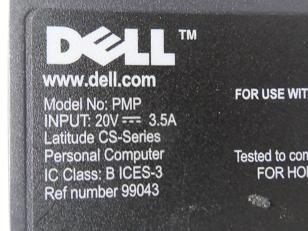 DELL™
www.dell.com
Model No: PMP
INPUT: 20V ⎓ 3.5A
Latitude CS-Series
Personal Computer
IC Class: B ICES-3
Ref number 99043
FOR USE WIT
Tested to com
FOR HO